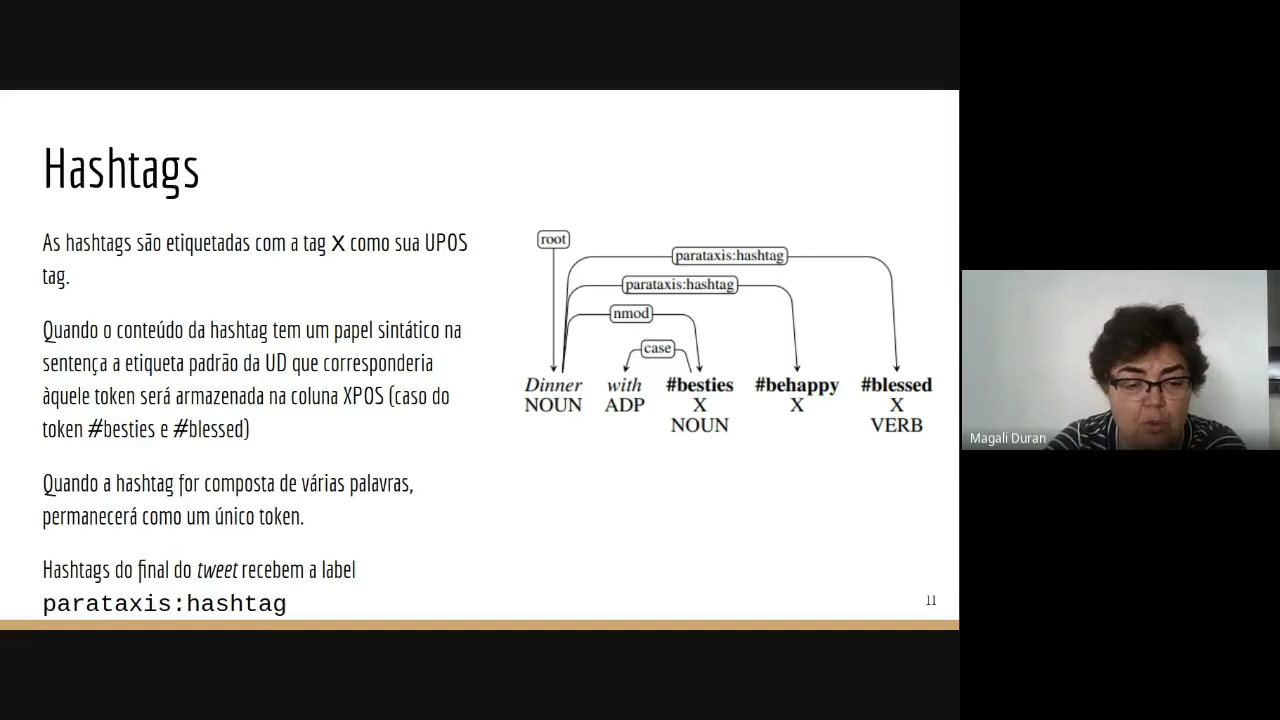 Hashtags
As hashtags são etiquetadas com a tag X como sua UPOS
tag.
Quando o conteúdo da hashtag tem um papel sintático na
sentença a etiqueta padrão da UD que corresponderia
àquele token será armazenada na coluna XPOS (caso do
token #besties e #blessed)
Quando a hashtag for composta de várias palavras,
permanecerá como um único token.
Hashtags do final do tweet recebem a label
parataxis:hashtag
root
parataxis:hashtag
parataxis:hashtag
nmod
case
Dinner with #besties #behappy #blessed
NOUN ADP X X X
NOUN VERB
11
Magali Duran